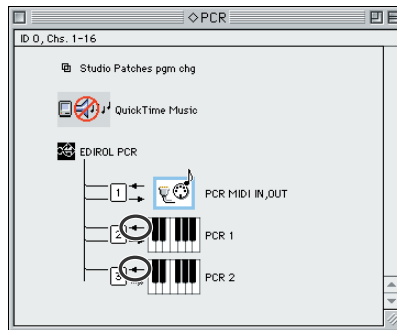 ◇PCR
ID 0, Chs. 1-16
Studio Patches pgm chg
QuickTime Music
EDIROL PCR
1
PCR MIDI IN,OUT
2
PCR 1
3
PCR 2